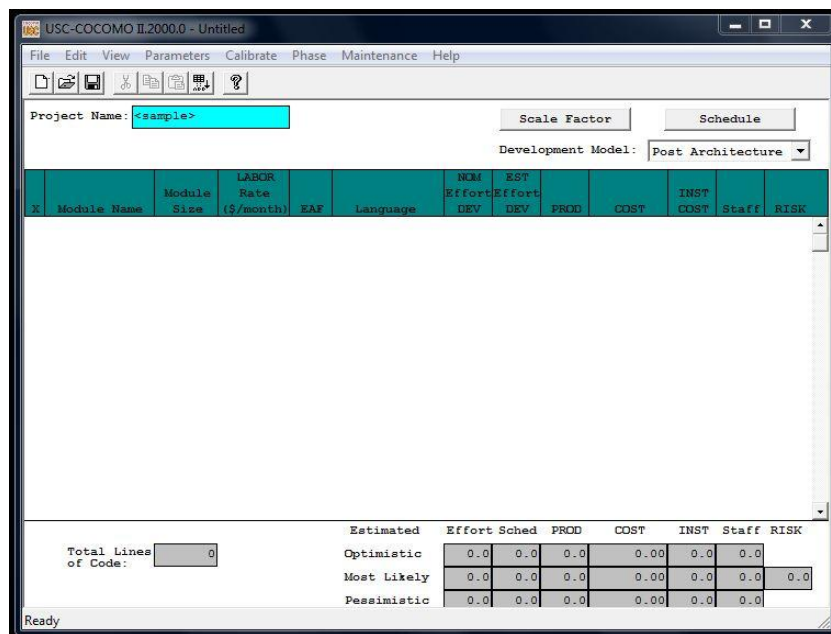 USC-COCOMO II.2000.0 - Untitled
File Edit View Parameters Calibrate Phase Maintenance Help
Project Name: <sample>
Scale Factor
Schedule
Development Model: Post Architecture
X Module Name Module Size LABOR Rate ($/month) EAF Language NOM Effort DEV EST Effort DEV PROD COST INST COST Staff RISK
Estimated Effort Sched PROD COST INST Staff RISK
Total Lines of Code: 0
Optimistic 0.0 0.0 0.0 0.00 0.0 0.0
Most Likely 0.0 0.0 0.0 0.00 0.0 0.0 0.0
Pessimistic 0.0 0.0 0.0 0.00 0.0 0.0
Ready